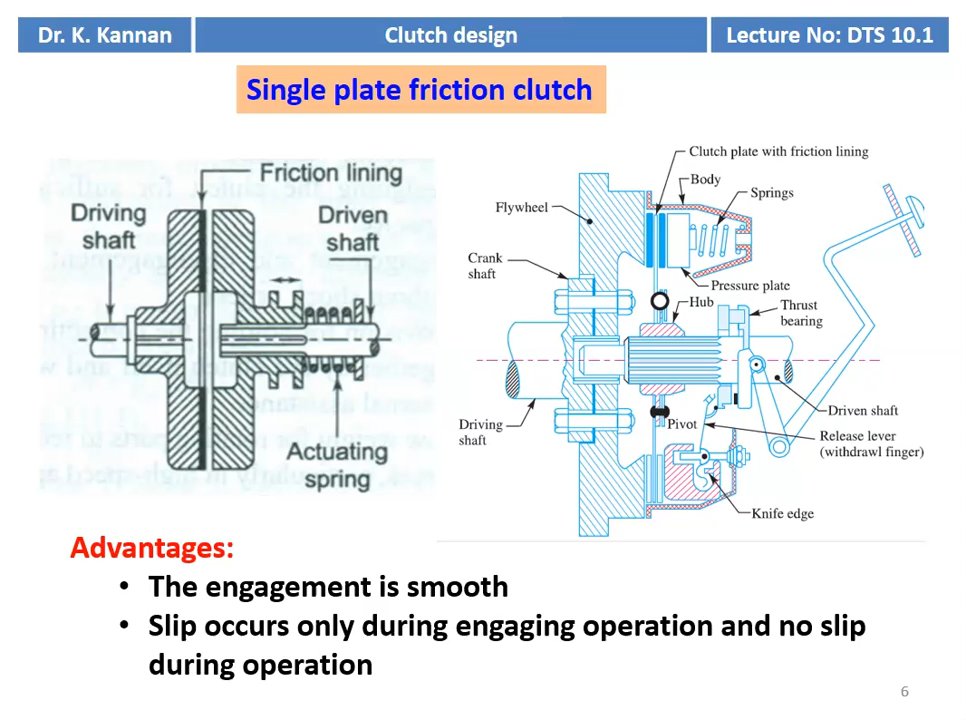 Dr. K. Kannan
Clutch design
Lecture No: DTS 10.1
Single plate friction clutch
Friction lining
Driving
shaft
Driven
shaft
Actuating
spring
Clutch plate with friction lining
Body
Springs
Flywheel
Crank
shaft
Pressure plate
Hub
Thrust
bearing
Driven shaft
Pivot
Driving
shaft
Release lever
(withdrawl finger)
Knife edge
Advantages:
• The engagement is smooth
• Slip occurs only during engaging operation and no slip
during operation
6